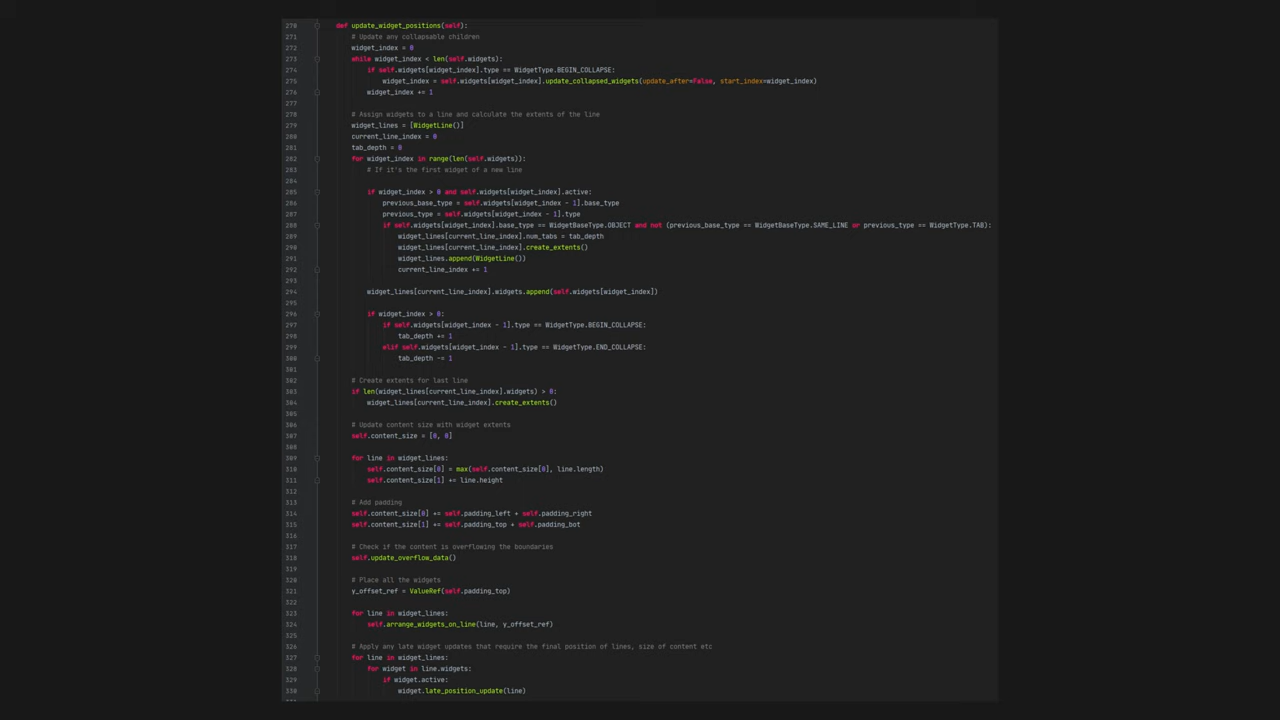 270 def update_widget_positions(self):
271 # Update any collapsable children
272 widget_index = 0
273 while widget_index < len(self.widgets):
274 if self.widgets[widget_index].type == WidgetType.BEGIN_COLLAPSE:
275 widget_index = self.widgets[widget_index].update_collapsed_widgets(update_after=False, start_index=widget_index)
276 widget_index += 1
277
278 # Assign widgets to a line and calculate the extents of the line
279 widget_lines = [WidgetLine()]
280 current_line_index = 0
281 tab_depth = 0
282 for widget_index in range(len(self.widgets)):
283 # If it's the first widget of a new line
284
285 if widget_index > 0 and self.widgets[widget_index].active:
286 previous_base_type = self.widgets[widget_index - 1].base_type
287 previous_type = self.widgets[widget_index - 1].type
288 if self.widgets[widget_index].base_type == WidgetBaseType.OBJECT and not (previous_base_type == WidgetBaseType.SAME_LINE or previous_type == WidgetType.TAB):
289 widget_lines[current_line_index].num_tabs = tab_depth
290 widget_lines[current_line_index].create_extents()
291 widget_lines.append(WidgetLine())
292 current_line_index += 1
293
294 widget_lines[current_line_index].widgets.append(self.widgets[widget_index])
295
296 if widget_index > 0:
297 if self.widgets[widget_index - 1].type == WidgetType.BEGIN_COLLAPSE:
298 tab_depth += 1
299 elif self.widgets[widget_index - 1].type == WidgetType.END_COLLAPSE:
300 tab_depth -= 1
301
302 # Create extents for last line
303 if len(widget_lines[current_line_index].widgets) > 0:
304 widget_lines[current_line_index].create_extents()
305
306 # Update content size with widget extents
307 self.content_size = [0, 0]
308
309 for line in widget_lines:
310 self.content_size[0] = max(self.content_size[0], line.length)
311 self.content_size[1] += line.height
312
313 # Add padding
314 self.content_size[0] += self.padding_left + self.padding_right
315 self.content_size[1] += self.padding_top + self.padding_bot
316
317 # Check if the content is overflowing the boundaries
318 self.update_overflow_data()
319
320 # Place all the widgets
321 y_offset_ref = ValueRef(self.padding_top)
322
323 for line in widget_lines:
324 self.arrange_widgets_on_line(line, y_offset_ref)
325
326 # Apply any late widget updates that require the final position of lines, size of content etc
327 for line in widget_lines:
328 for widget in line.widgets:
329 if widget.active:
330 widget.late_position_update(line)